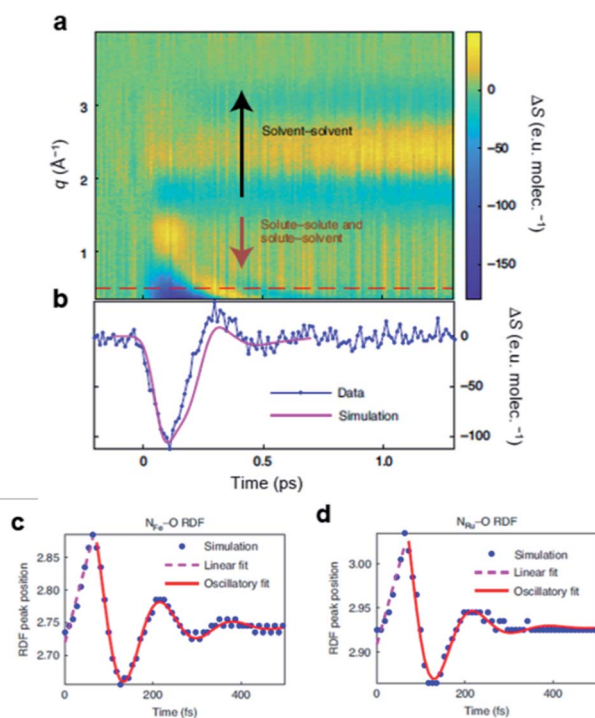 a
3
2
1
q (Å⁻¹)
Solvent–solvent
Solute–solute and
solute–solvent
0
−50
−100
−150
ΔS (e.u. molec. ⁻¹)
b
Data
Simulation
0
−50
−100
ΔS (e.u. molec. ⁻¹)
0
0.5
1.0
Time (ps)
c
N_Fe–O RDF
2.85
2.80
2.75
2.70
RDF peak position
Simulation
Linear fit
Oscillatory fit
0
200
400
Time (fs)
d
N_Ru–O RDF
3.00
2.95
2.90
RDF peak position
Simulation
Linear fit
Oscillatory fit
0
200
400
Time (fs)